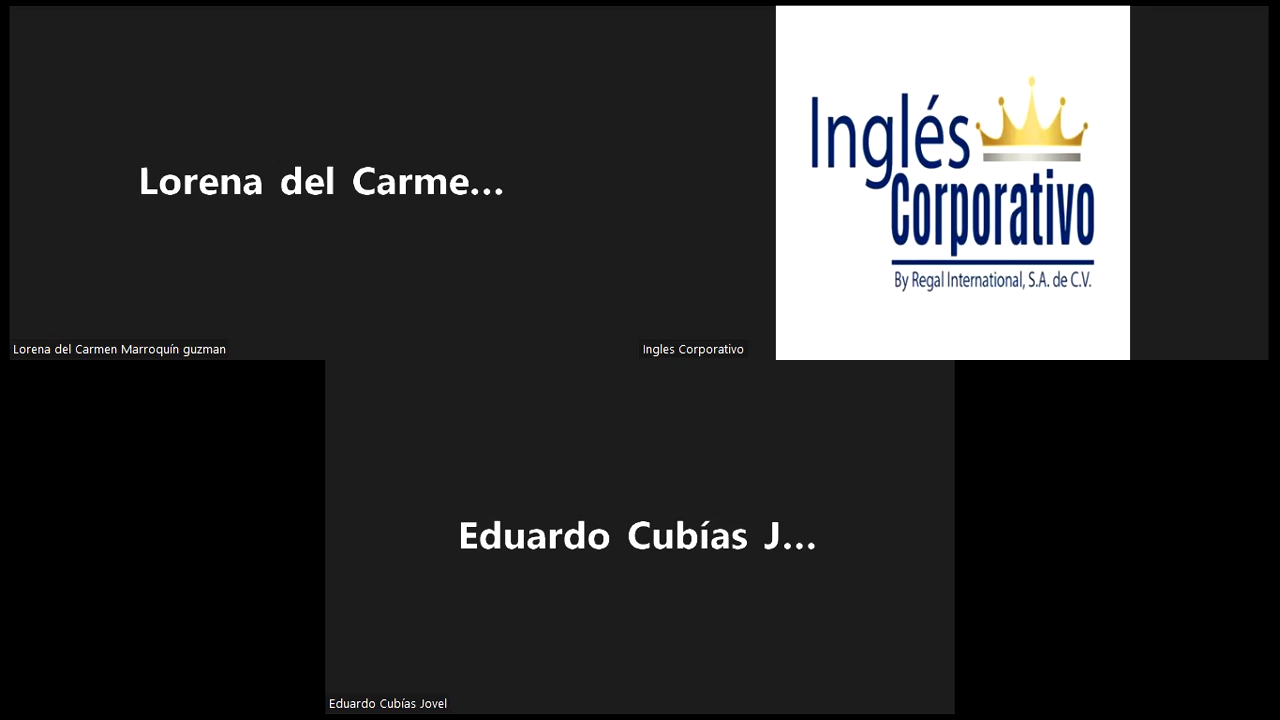 Lorena del Carme...
Lorena del Carmen Marroquín guzman
Inglés
Corporativo
By Regal International, S.A. de C.V.
Ingles Corporativo
Eduardo Cubías J...
Eduardo Cubías Jovel